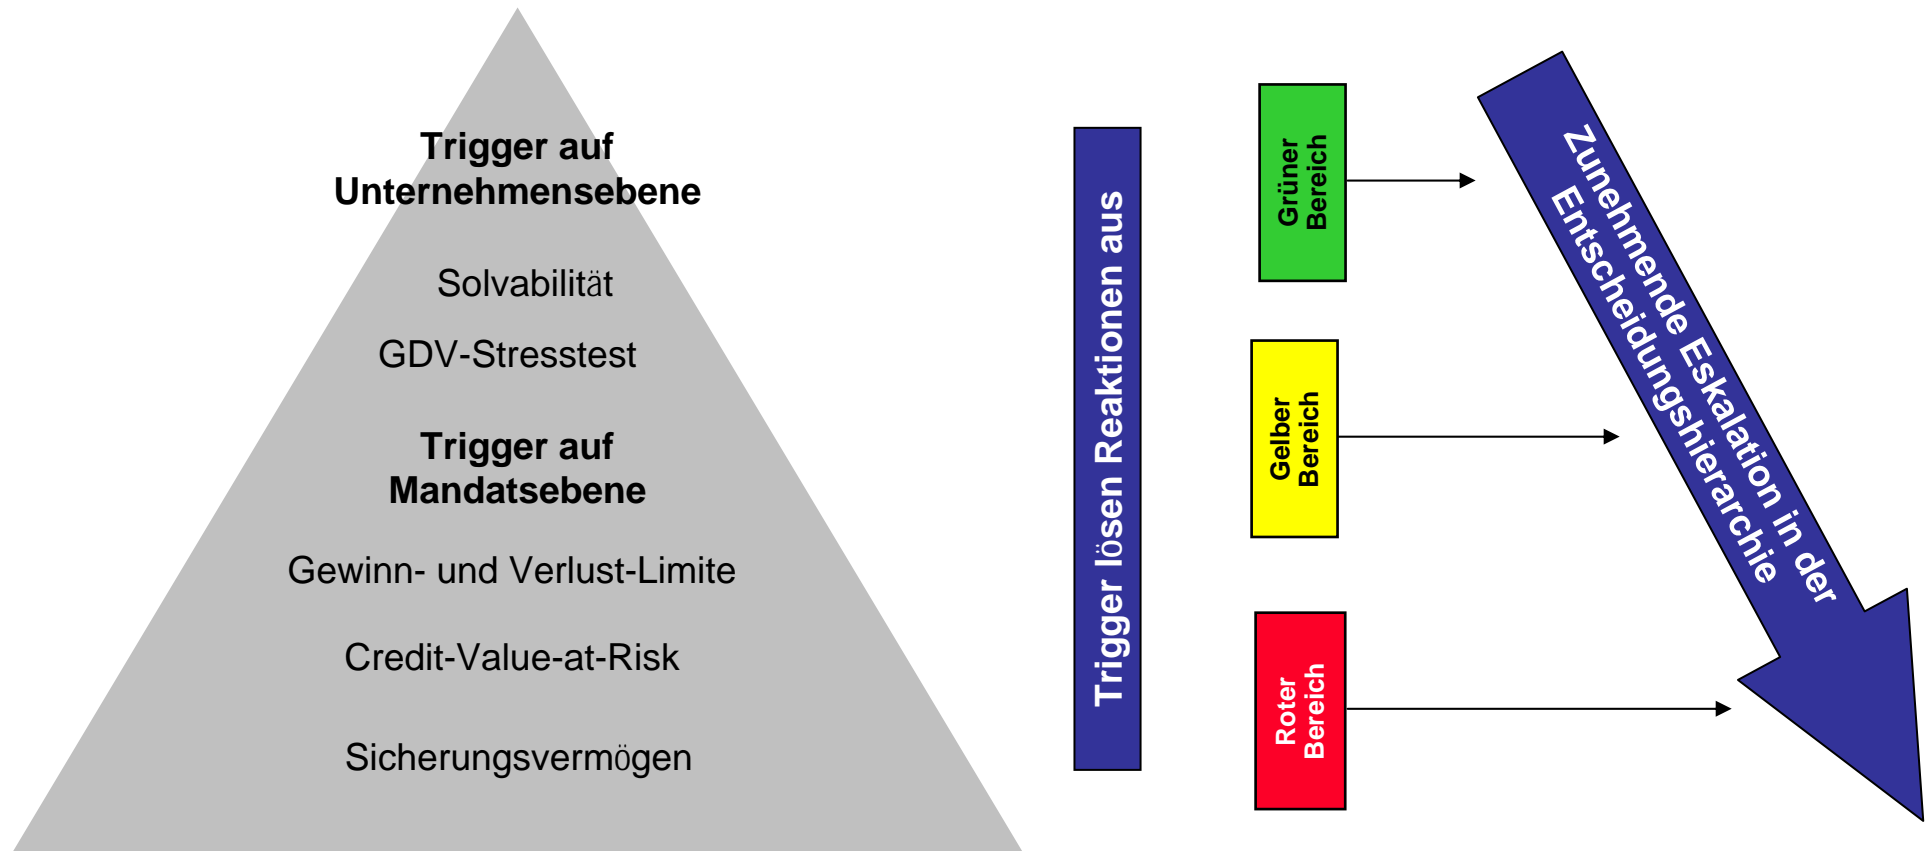 Trigger auf
Unternehmensebene
Solvabilität
GDV-Stresstest
Trigger auf
Mandatsebene
Gewinn- und Verlust-Limite
Credit-Value-at-Risk
Sicherungsvermögen
Trigger lösen Reaktionen aus
Grüner
Bereich
Gelber
Bereich
Roter
Bereich
Zunehmende Eskalation in der
Entscheidungshierarchie